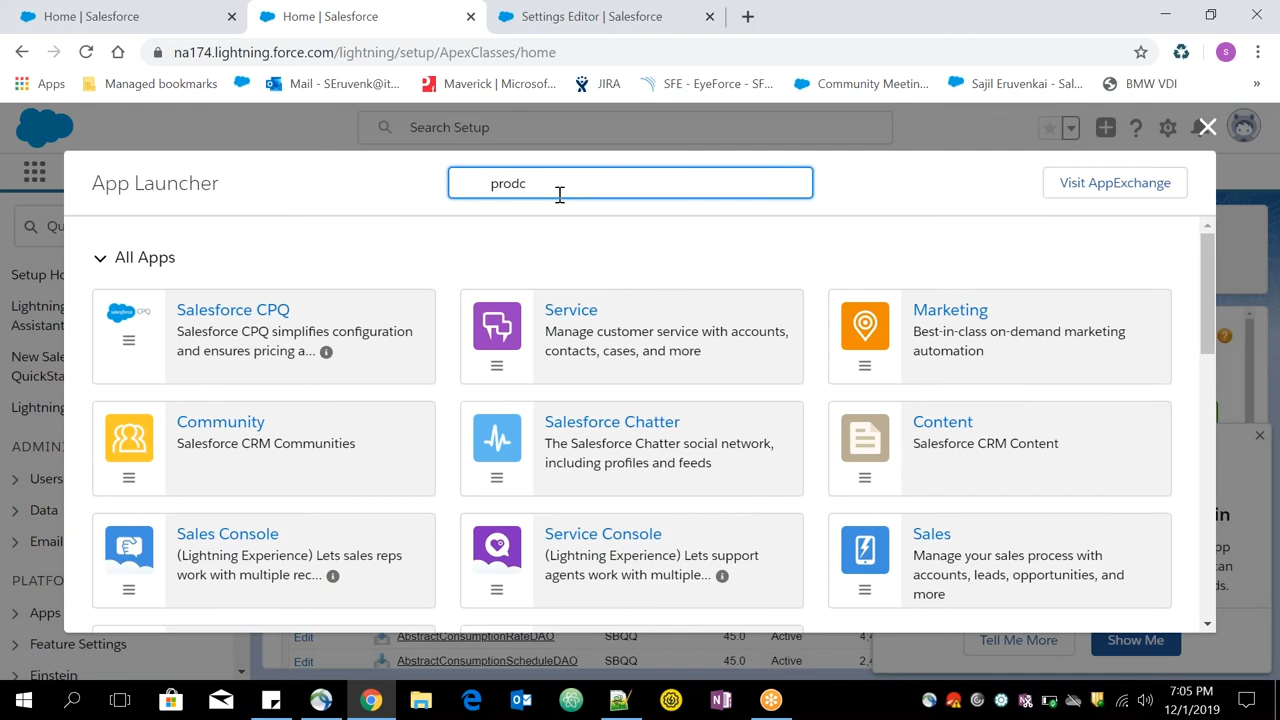 Home | Salesforce
Home | Salesforce
Settings Editor | Salesforce
na174.lightning.force.com/lightning/setup/ApexClasses/home
S
Apps
Managed bookmarks
Mail - SEruvenk@it...
Maverick | Microsof...
JIRA
SFE - EyeForce - SF...
Community Meetin...
Sajil Eruvenkai - Sal...
BMW VDI
»
Search Setup
App Launcher
prodc
Visit AppExchange
Qu
All Apps
Setup Ho
Lightning
Assistant
New Sale
QuickSta
Lightning
Salesforce CPQ
Salesforce CPQ simplifies configuration
and ensures pricing a...
Service
Manage customer service with accounts,
contacts, cases, and more
Marketing
Best-in-class on-demand marketing
automation
Community
Salesforce CRM Communities
Salesforce Chatter
The Salesforce Chatter social network,
including profiles and feeds
Content
Salesforce CRM Content
ADMINI
Users
Data
Email
Sales Console
(Lightning Experience) Lets sales reps
work with multiple rec...
Service Console
(Lightning Experience) Lets support
agents work with multiple...
Sales
Manage your sales process with
accounts, leads, opportunities, and
more
in
op
can
s.
PLATFO
Apps
Feature Settings
Einstein
Edit AbstractConsumptionRateDAO SBQQ 45.0 Active 4,
Edit AbstractConsumptionScheduleDAO SBQQ 45.0 Active 2,
Tell Me More
Show Me
7:05 PM
12/1/2019